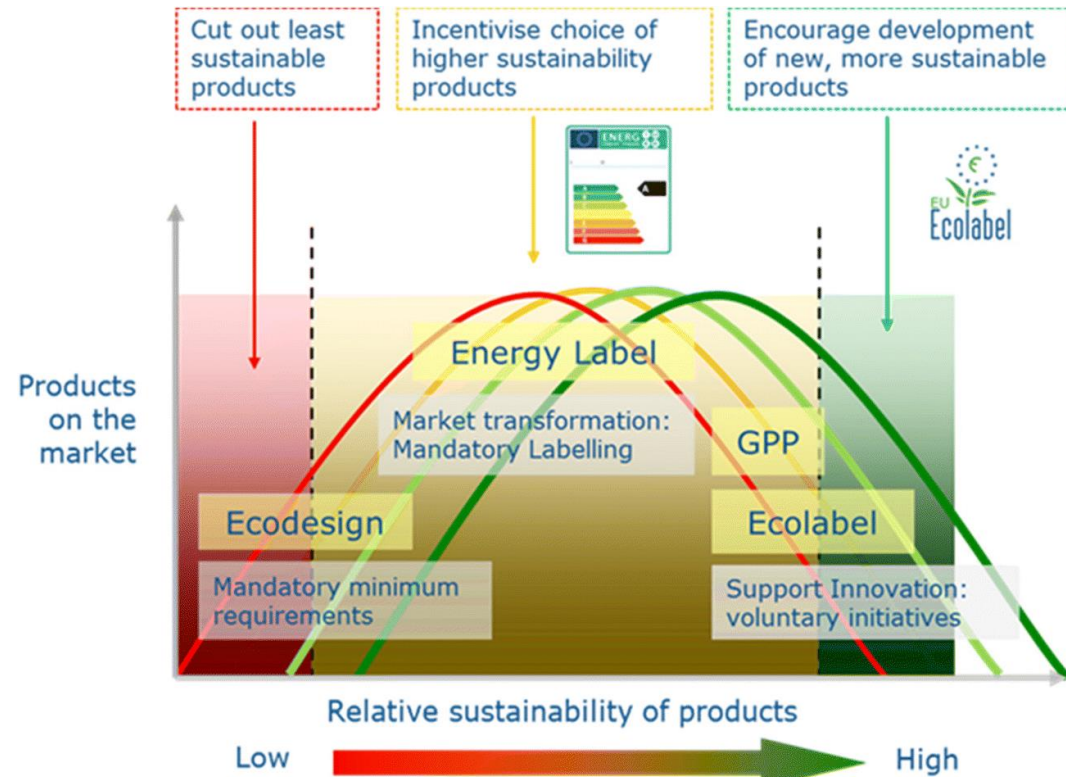 Cut out least
sustainable
products
Incentivise choice of
higher sustainability
products
Encourage development
of new, more sustainable
products
ENERG
A
EU
Ecolabel
Products
on the
market
Energy Label
Market transformation:
Mandatory Labelling
GPP
Ecodesign
Ecolabel
Mandatory minimum
requirements
Support Innovation:
voluntary initiatives
Relative sustainability of products
Low
High